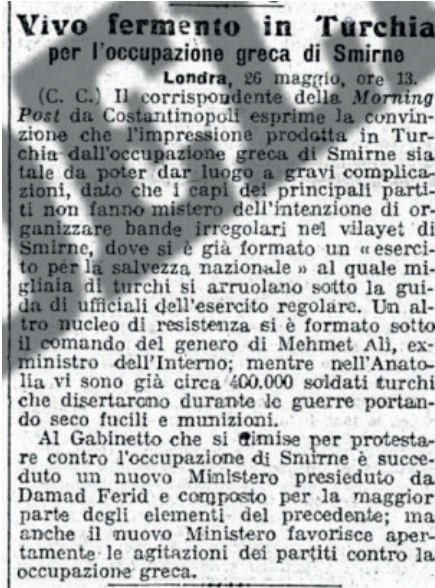 Vivo fermento in Turchia
per l'occupazione greca di Smirne
Londra, 26 maggio, ore 13.
(C. C.) Il corrispondente della Morning
Post da Costantinopoli esprime la convin-
zione che l'impressione prodotta in Tur-
chia dall'occupazione greca di Smirne sia
tale da poter dar luogo a gravi complica-
zioni, dato che i capi dei principali parti-
ti non fanno mistero dell'intenzione di or-
ganizzare bande irregolari nel vilayet di
Smirne, dove si è già formato un « eserci-
to per la salvezza nazionale » al quale mi-
gliaia di turchi si arruolano sotto la gui-
da di ufficiali dell'esercito regolare. Un al-
tro nucleo di resistenza si è formato sotto
il comando del genero di Mehmet Alì, ex-
ministro dell'Interno; mentre nell'Anato-
lia vi sono già circa 400.000 soldati turchi
che disertarono durante le guerre portan-
do seco fucili e munizioni.
Al Gabinetto che si dimise per protesta-
re contro l'occupazione di Smirne è succe-
duto un nuovo Ministero presieduto da
Damad Ferid e composto per la maggior
parte degli elementi del precedente; ma
anche il nuovo Ministero favorisce aper-
tamente le agitazioni dei partiti contro la
occupazione greca.